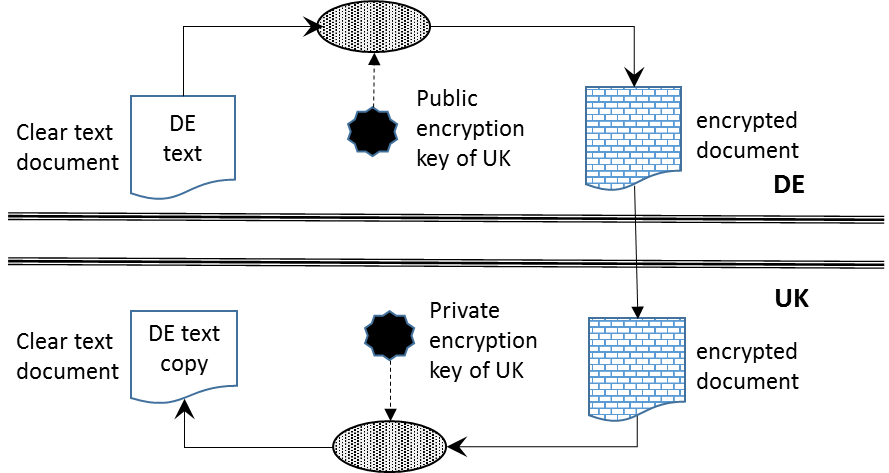 Clear text
document
DE
text
Public
encryption
key of UK
encrypted
document
DE
UK
Clear text
document
DE text
copy
Private
encryption
key of UK
encrypted
document